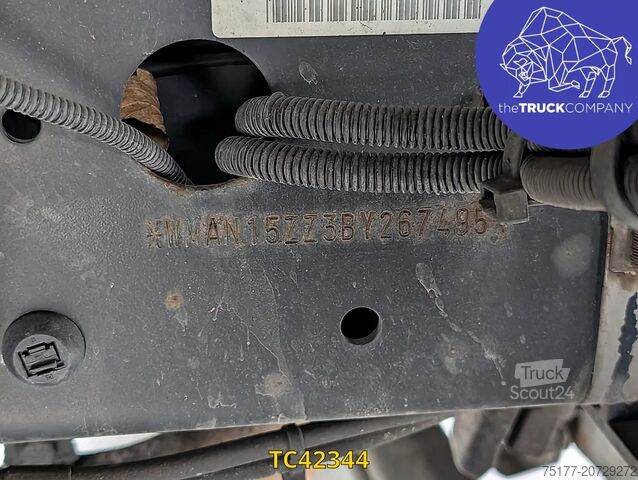 theTRUCKCOMPANY
*WMAN15ZZ3BY267495*
Truck
Scout24
TC42344
75177-20729272